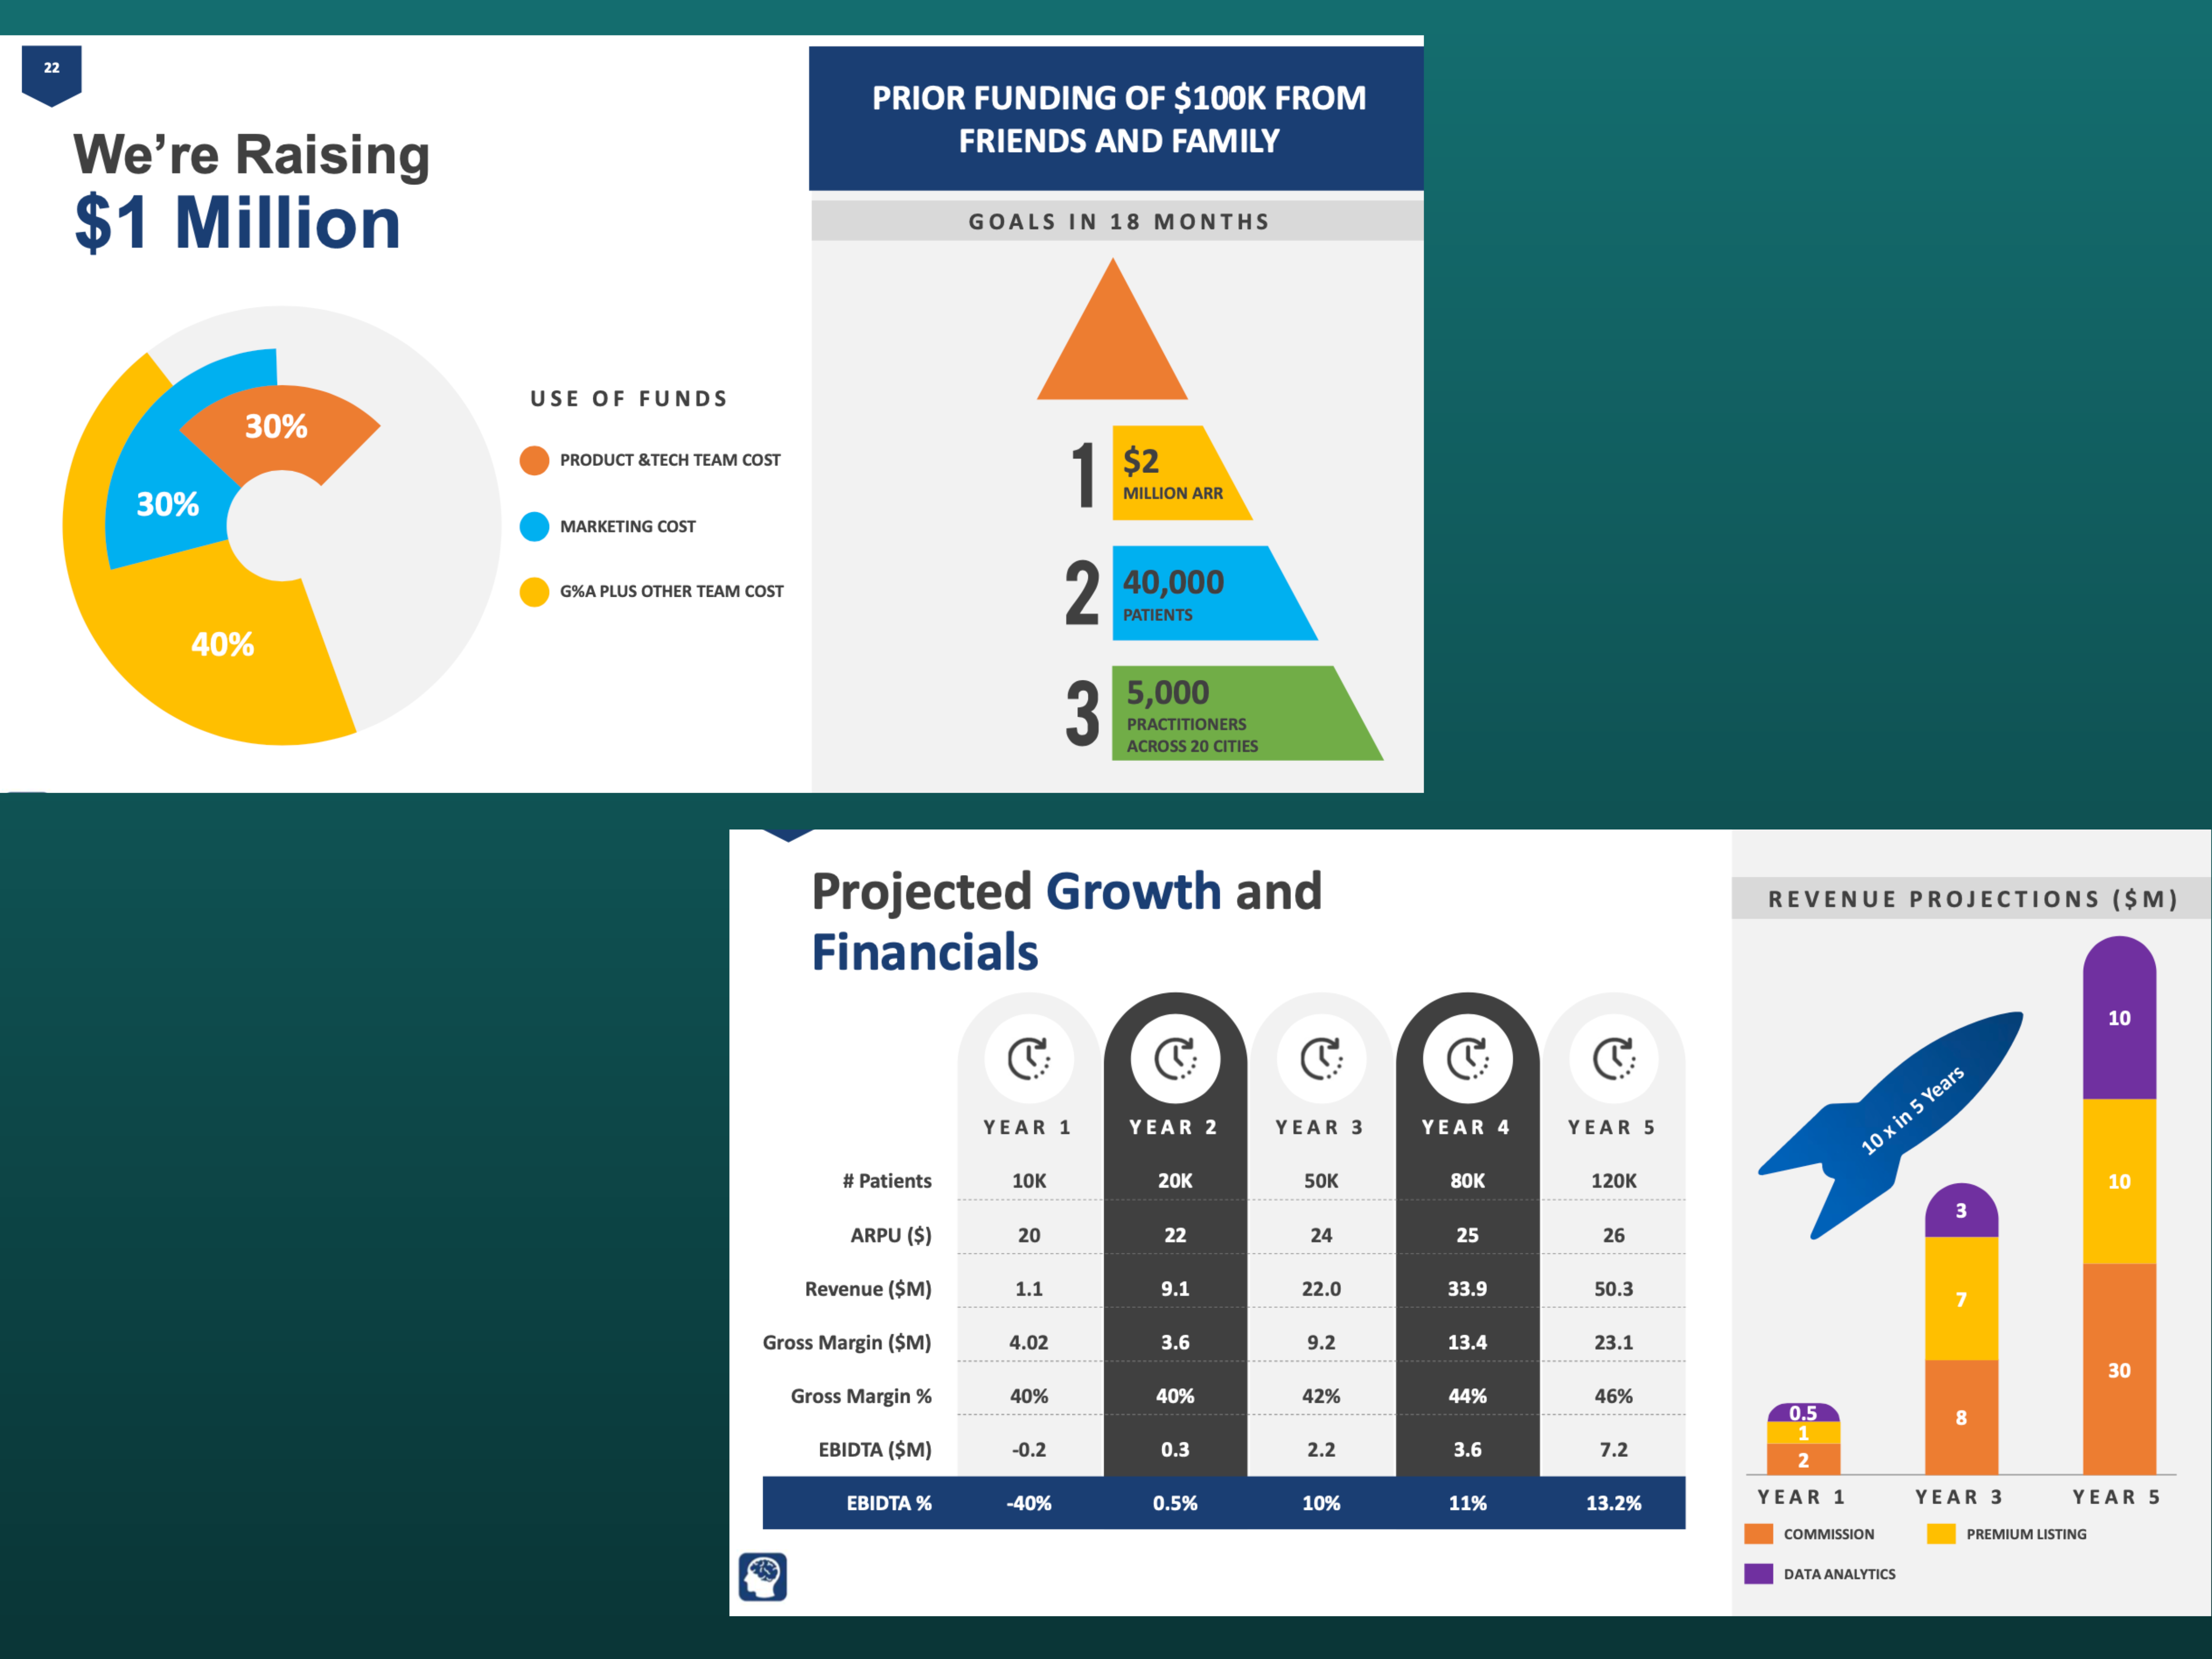 22
We're Raising
$1 Million
30%
30%
40%
USE OF FUNDS
PRODUCT &TECH TEAM COST
MARKETING COST
G%A PLUS OTHER TEAM COST
PRIOR FUNDING OF $100K FROM
FRIENDS AND FAMILY
GOALS IN 18 MONTHS
1 $2
MILLION ARR
2 40,000
PATIENTS
3 5,000
PRACTITIONERS
ACROSS 20 CITIES
Projected Growth and
Financials
YEAR 1 YEAR 2 YEAR 3 YEAR 4 YEAR 5
# Patients 10K 20K 50K 80K 120K
ARPU ($) 20 22 24 25 26
Revenue ($M) 1.1 9.1 22.0 33.9 50.3
Gross Margin ($M) 4.02 3.6 9.2 13.4 23.1
Gross Margin % 40% 40% 42% 44% 46%
EBIDTA ($M) -0.2 0.3 2.2 3.6 7.2
EBIDTA % -40% 0.5% 10% 11% 13.2%
REVENUE PROJECTIONS ($M)
10 x in 5 Years
0.5
1
2
3
7
8
10
10
30
YEAR 1 YEAR 3 YEAR 5
COMMISSION PREMIUM LISTING
DATA ANALYTICS